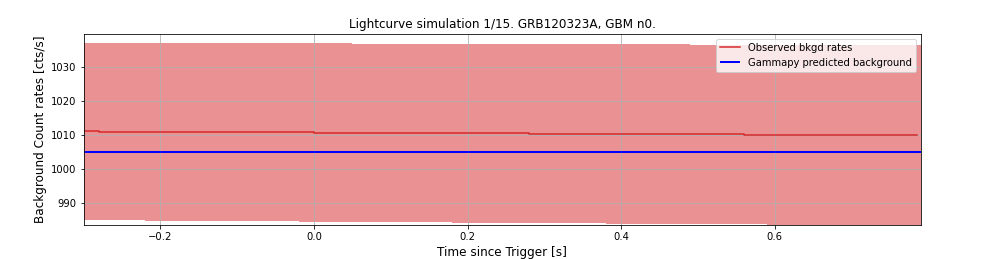 Lightcurve simulation 1/15. GRB120323A, GBM n0.
Background Count rates [cts/s]
1030
1020
1010
1000
990
Observed bkgd rates
Gammapy predicted background
−0.2 0.0 0.2 0.4 0.6
Time since Trigger [s]